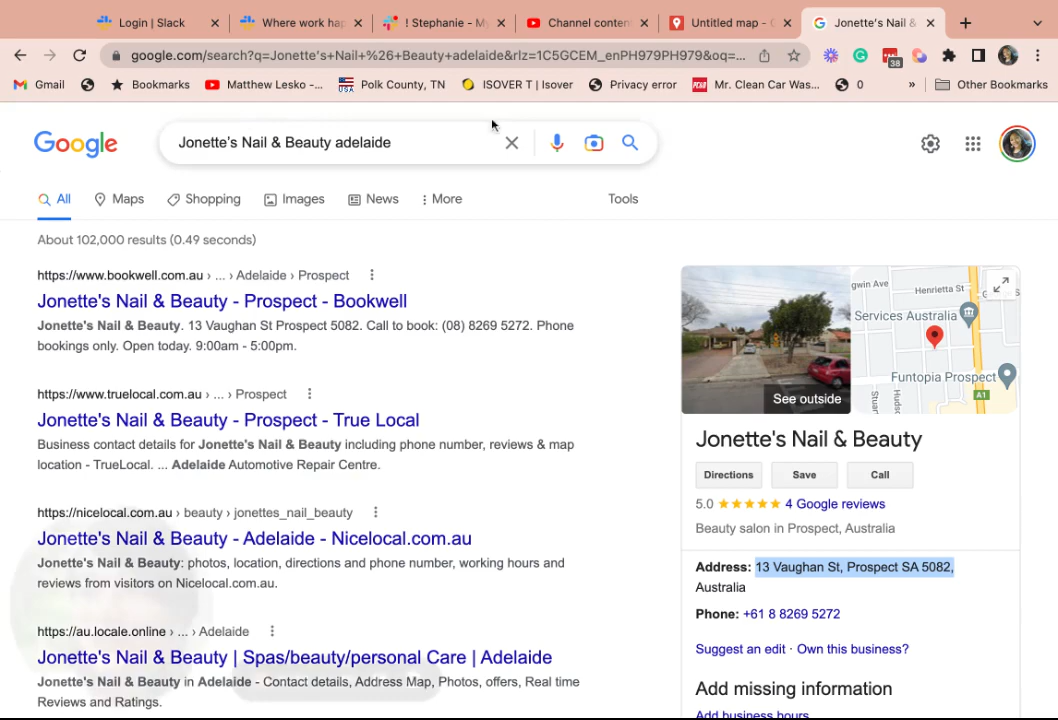 Login | Slack
Where work hap
! Stephanie - My
Channel conten
Untitled map - G
Jonette's Nail &
google.com/search?q=Jonette's+Nail+%26+Beauty+adelaide&rlz=1C5GCEM_enPH979PH979&oq=...
38
Gmail
Bookmarks
Matthew Lesko -...
USA
Polk County, TN
ISOVER T | Isover
Privacy error
Mr. Clean Car Was...
0
»
Other Bookmarks
Google
Jonette's Nail & Beauty adelaide
All
Maps
Shopping
Images
News
More
Tools
About 102,000 results (0.49 seconds)
https://www.bookwell.com.au › ... › Adelaide › Prospect
Jonette's Nail & Beauty - Prospect - Bookwell
Jonette's Nail & Beauty. 13 Vaughan St Prospect 5082. Call to book: (08) 8269 5272. Phone
bookings only. Open today. 9:00am - 5:00pm.
https://www.truelocal.com.au › ... › Prospect
Jonette's Nail & Beauty - Prospect - True Local
Business contact details for Jonette's Nail & Beauty including phone number, reviews & map
location - TrueLocal. ... Adelaide Automotive Repair Centre.
https://nicelocal.com.au › beauty › jonettes_nail_beauty
Jonette's Nail & Beauty - Adelaide - Nicelocal.com.au
Jonette's Nail & Beauty: photos, location, directions and phone number, working hours and
reviews from visitors on Nicelocal.com.au.
https://au.locale.online › ... › Adelaide
Jonette's Nail & Beauty | Spas/beauty/personal Care | Adelaide
Jonette's Nail & Beauty in Adelaide - Contact details, Address Map, Photos, offers, Real time
Reviews and Ratings.
gwin Ave
Henrietta St
Services Australia
Funtopia Prospect
A1
Stuar
Huds
See outside
Jonette's Nail & Beauty
Directions
Save
Call
5.0 ★★★★★ 4 Google reviews
Beauty salon in Prospect, Australia
Address: 13 Vaughan St, Prospect SA 5082,
Australia
Phone: +61 8 8269 5272
Suggest an edit · Own this business?
Add missing information
Add business hours